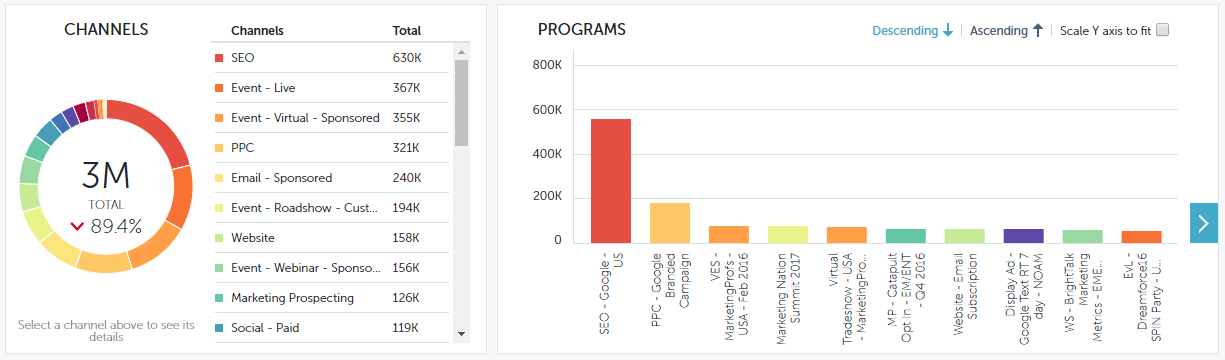 CHANNELS
Channels Total
SEO 630K
Event - Live 367K
Event - Virtual - Sponsored 355K
PPC 321K
Email - Sponsored 240K
Event - Roadshow - Cust... 194K
Website 158K
Event - Webinar - Sponso... 156K
Marketing Prospecting 126K
Social - Paid 119K
3M
TOTAL
89.4%
Select a channel above to see its
details
PROGRAMS
Descending Ascending Scale Y axis to fit
800K
600K
400K
200K
0
SEO - Google -
US
PPC - Google
Branded
Campaign
VES -
MarketingProfs -
USA - Feb 2016
Marketing Nation
Summit 2017
Virtual
Tradeshow - USA
- MarketingPro...
MP - Catapult
Opt In - EM/ENT
- Q4 2016
Website - Email
Subscription
Display Ad -
Google Text RT 7
day - NOAM
WS - BrightTalk
Marketing
Metrics - EME...
EvL -
Dreamforce16
SPIN Party - U...